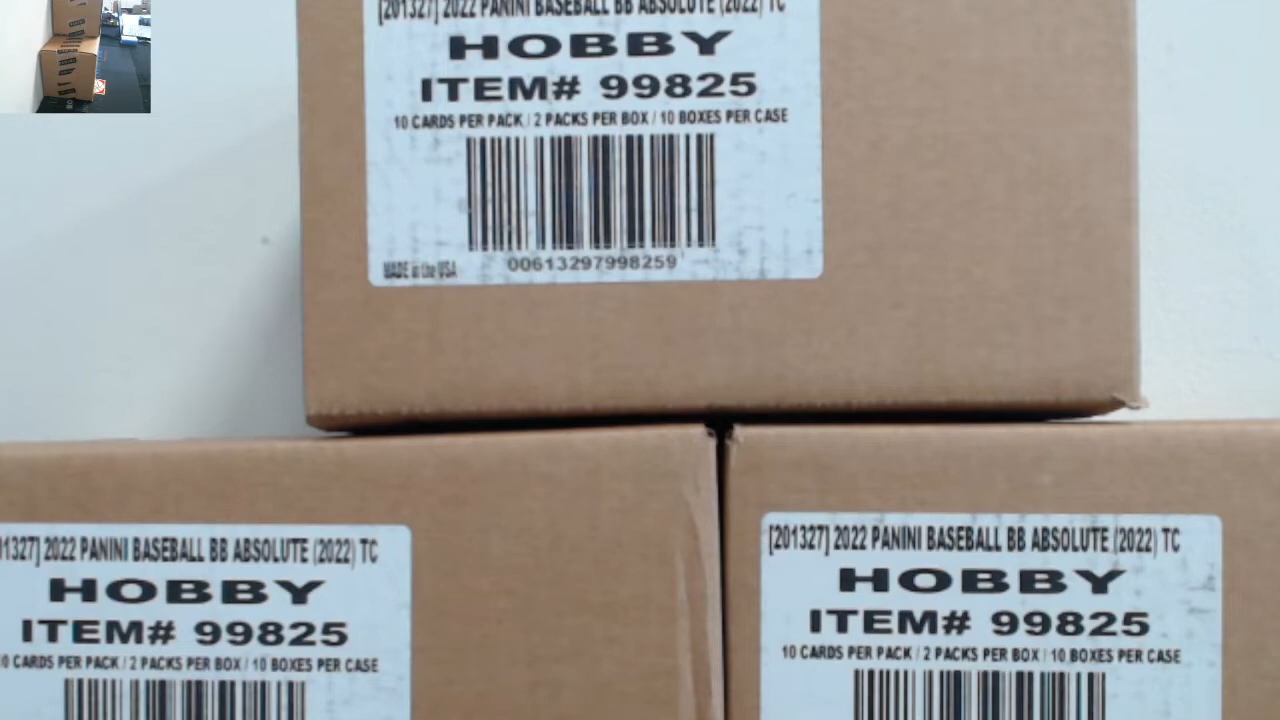 [201327] 2022 PANINI BASEBALL BB ABSOLUTE (2022) TC
HOBBY
ITEM# 99825
10 CARDS PER PACK / 2 PACKS PER BOX / 10 BOXES PER CASE
MADE in the USA
00613297998259
01327] 2022 PANINI BASEBALL BB ABSOLUTE (2022) TC
HOBBY
ITEM# 99825
0 CARDS PER PACK / 2 PACKS PER BOX / 10 BOXES PER CASE
[201327] 2022 PANINI BASEBALL BB ABSOLUTE (2022) TC
HOBBY
ITEM# 99825
10 CARDS PER PACK / 2 PACKS PER BOX / 10 BOXES PER CASE